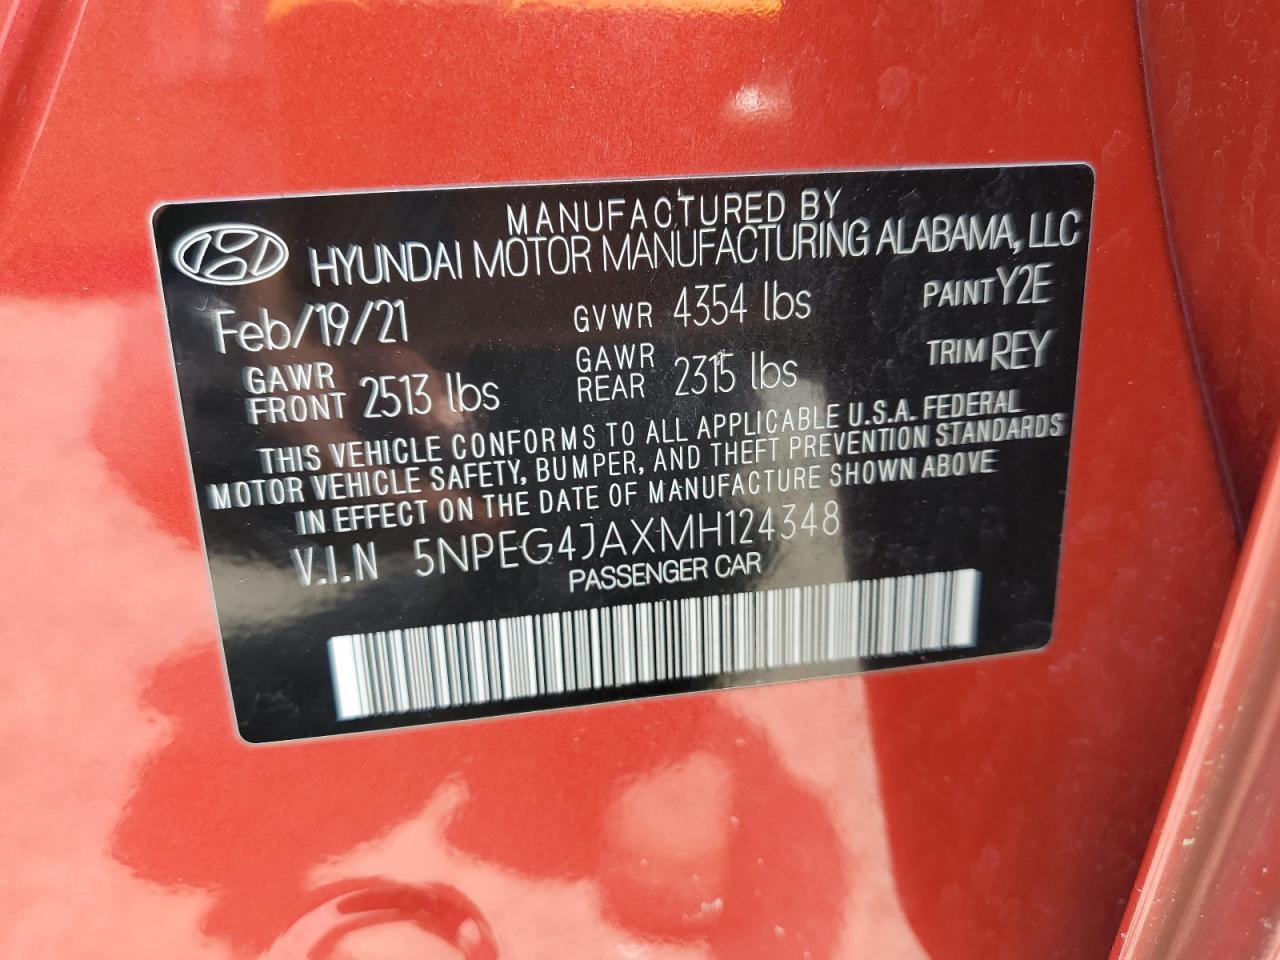 MANUFACTURED BY
HYUNDAI MOTOR MANUFACTURING ALABAMA, LLC
Feb/19/21 GVWR 4354 lbs PAINT Y2E
GAWR FRONT 2513 lbs GAWR REAR 2315 lbs TRIM REY
THIS VEHICLE CONFORMS TO ALL APPLICABLE U.S.A. FEDERAL
MOTOR VEHICLE SAFETY, BUMPER, AND THEFT PREVENTION STANDARDS
IN EFFECT ON THE DATE OF MANUFACTURE SHOWN ABOVE
V.I.N 5NPEG4JAXMH124348
PASSENGER CAR